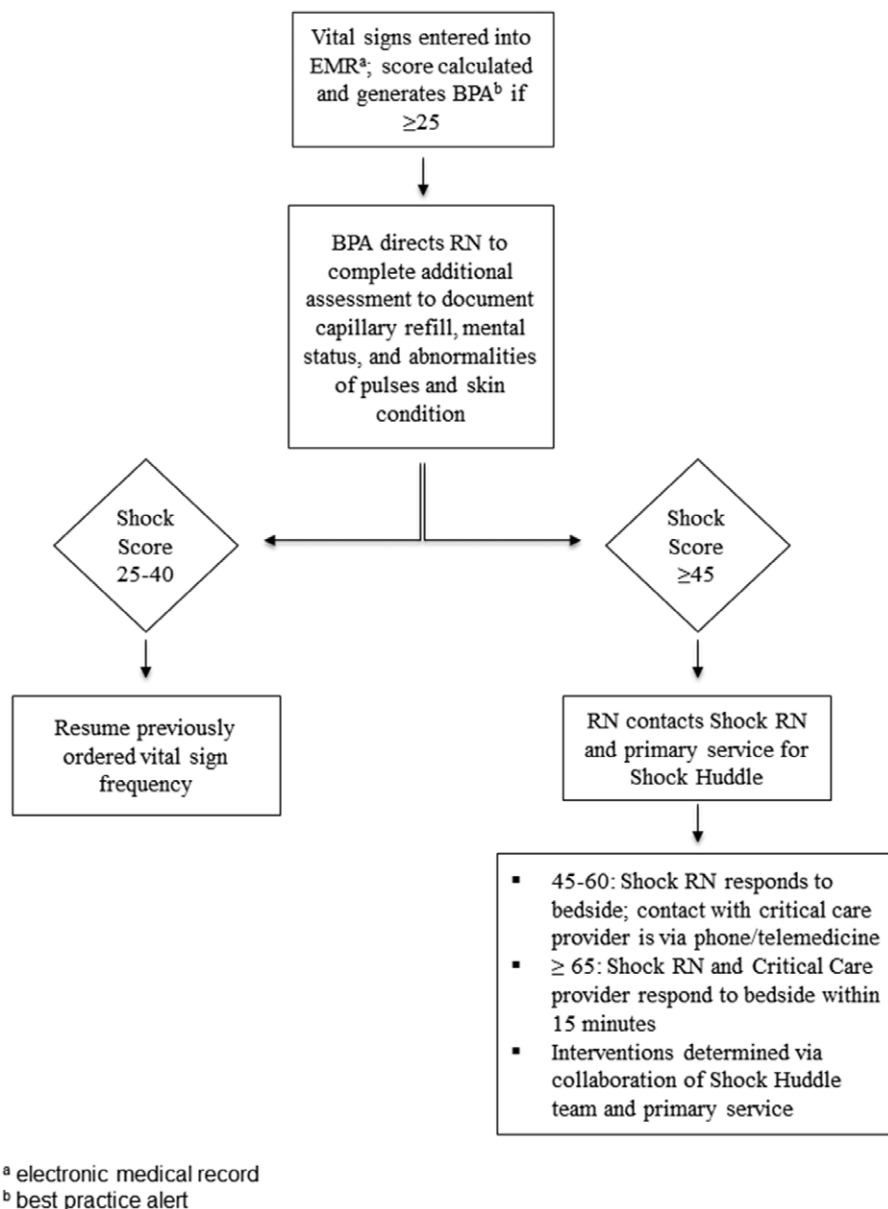 Vital signs entered into
EMRᵃ; score calculated
and generates BPAᵇ if
≥25
BPA directs RN to
complete additional
assessment to document
capillary refill, mental
status, and abnormalities
of pulses and skin
condition
Shock
Score
25-40
Shock
Score
≥45
Resume previously
ordered vital sign
frequency
RN contacts Shock RN
and primary service for
Shock Huddle
▪ 45-60: Shock RN responds to
bedside; contact with critical care
provider is via phone/telemedicine
▪ ≥ 65: Shock RN and Critical Care
provider respond to bedside within
15 minutes
▪ Interventions determined via
collaboration of Shock Huddle
team and primary service
ᵃ electronic medical record
ᵇ best practice alert